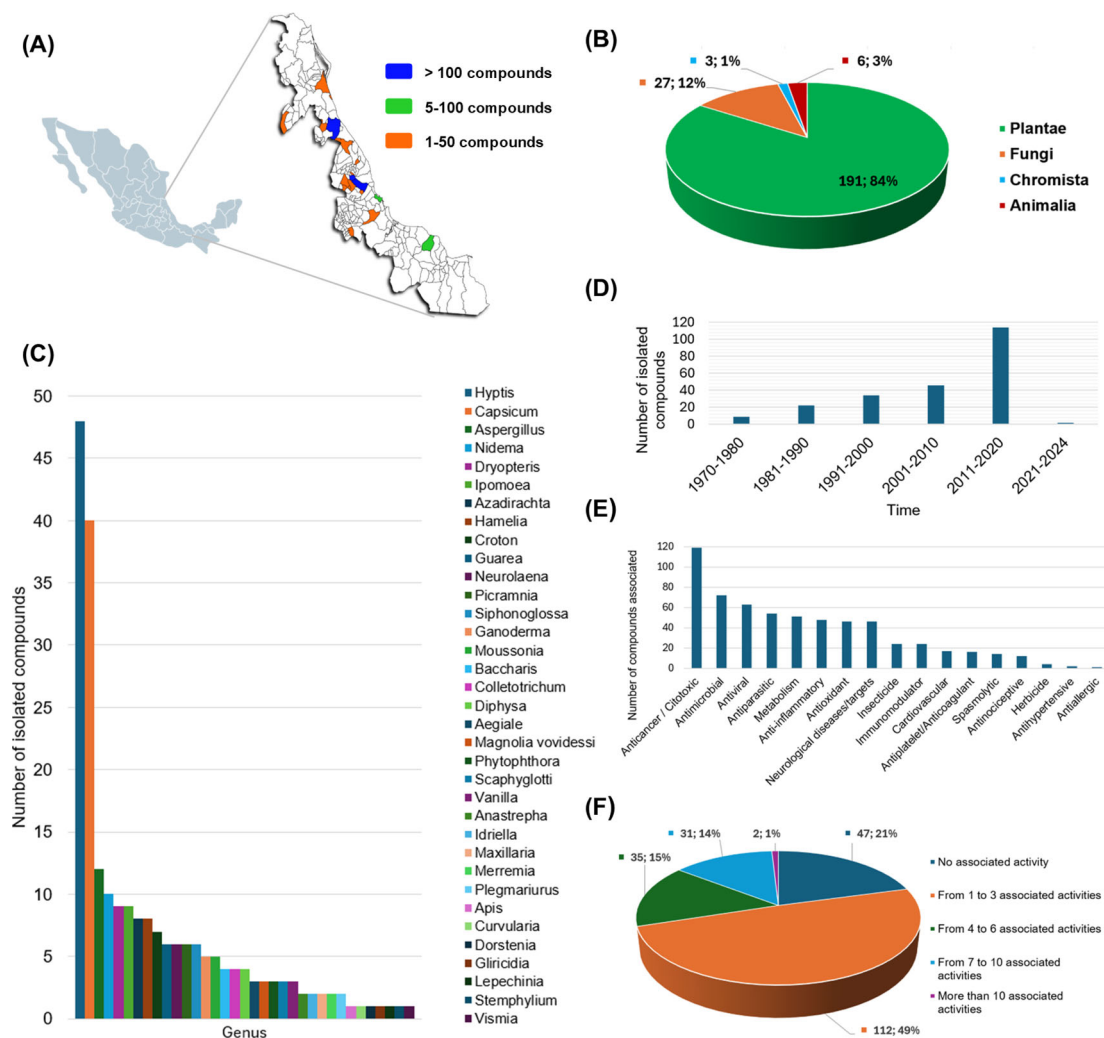 (A)
> 100 compounds
5-100 compounds
1-50 compounds
(B)
3; 1%
6; 3%
27; 12%
191; 84%
Plantae
Fungi
Chromista
Animalia
(C)
Number of isolated compounds
50
45
40
35
30
25
20
15
10
5
0
Genus
Hyptis
Capsicum
Aspergillus
Nidema
Dryopteris
Ipomoea
Azadirachta
Hamelia
Croton
Guarea
Neurolaena
Picramnia
Siphonoglossa
Ganoderma
Moussonia
Baccharis
Colletotrichum
Diphysa
Aegiale
Magnolia vovidessi
Phytophthora
Scaphyglotti
Vanilla
Anastrepha
Idriella
Maxillaria
Merremia
Plegmariurus
Apis
Curvularia
Dorstenia
Gliricidia
Lepechinia
Stemphylium
Vismia
(D)
Number of isolated
compounds
120
100
80
60
40
20
0
1970-1980
1981-1990
1991-2000
2001-2010
2011-2020
2021-2024
Time
(E)
Number of compounds associated
120
100
80
60
40
20
0
Anticancer / Citotoxic
Antimicrobial
Antiviral
Antiparasitic
Metabolism
Anti-inflammatory
Antioxidant
Neurological diseases/targets
Insecticide
Immunomodulator
Cardiovascular
Antiplatelet/Anticoagulant
Spasmolytic
Antinociceptive
Herbicide
Antihypertensive
Antiallergic
(F)
31; 14%
2; 1%
47; 21%
35; 15%
112; 49%
No associated activity
From 1 to 3 associated activities
From 4 to 6 associated activities
From 7 to 10 associated
activities
More than 10 associated
activities